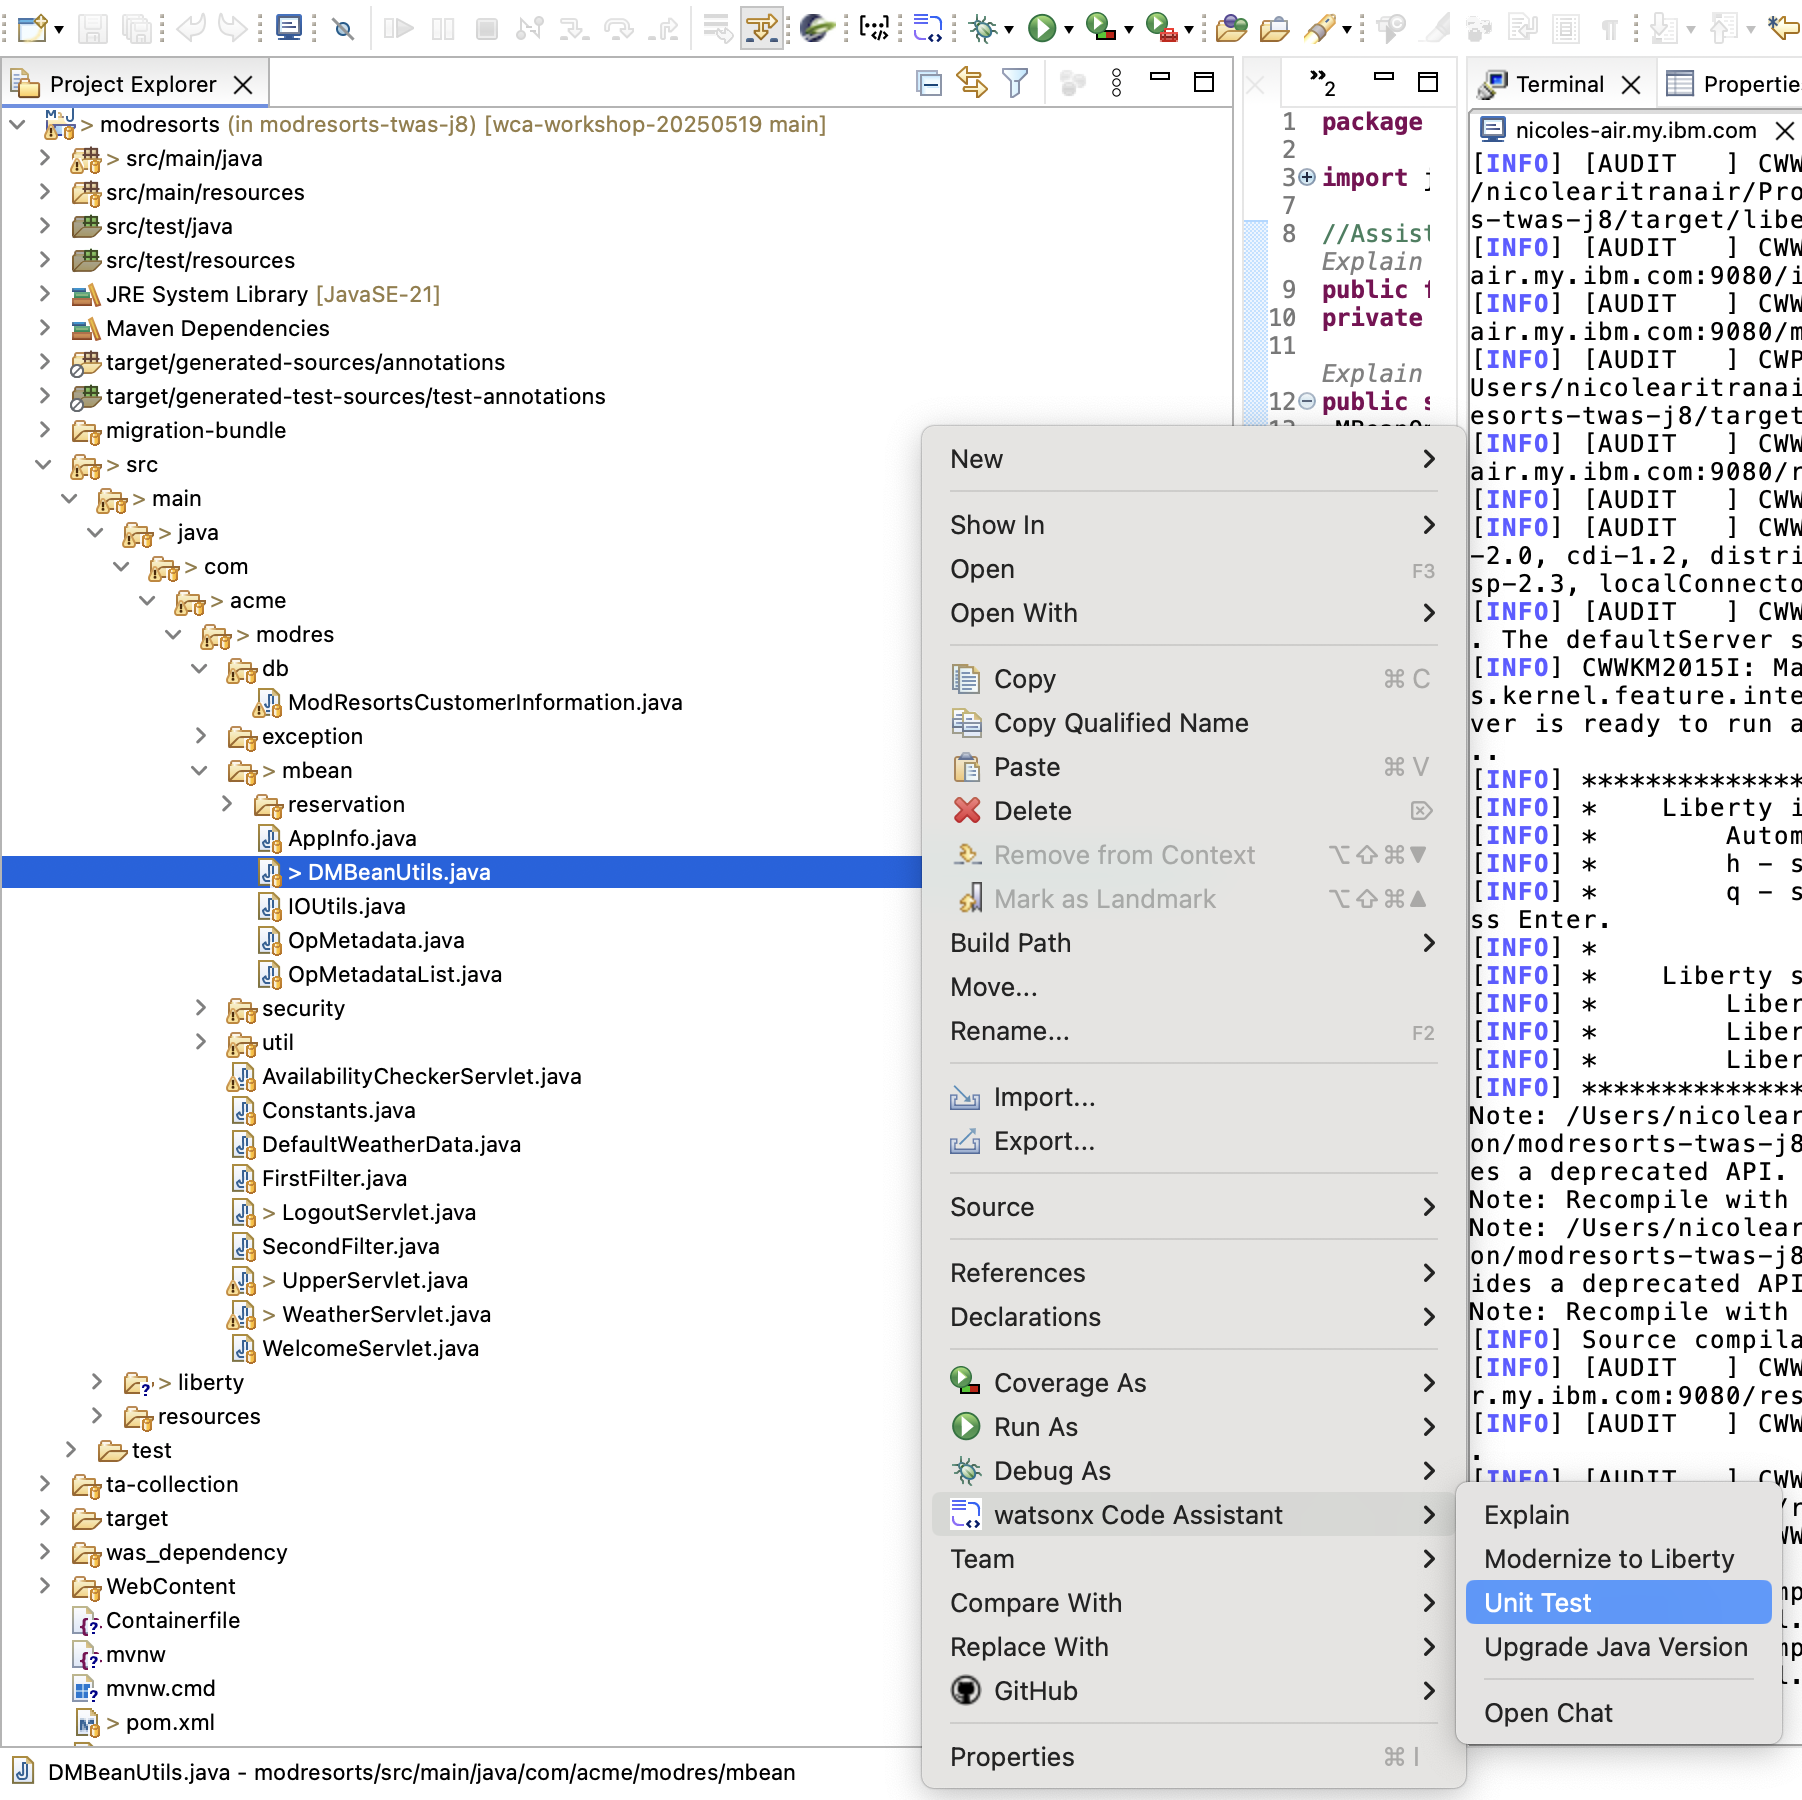 Project Explorer
> modresorts (in modresorts-twas-j8) [wca-workshop-20250519 main]
> src/main/java
src/main/resources
src/test/java
src/test/resources
JRE System Library [JavaSE-21]
Maven Dependencies
target/generated-sources/annotations
target/generated-test-sources/test-annotations
migration-bundle
> src
> main
> java
> com
> acme
> modres
db
ModResortsCustomerInformation.java
exception
> mbean
reservation
AppInfo.java
> DMBeanUtils.java
IOUtils.java
OpMetadata.java
OpMetadataList.java
security
util
AvailabilityCheckerServlet.java
Constants.java
DefaultWeatherData.java
FirstFilter.java
> LogoutServlet.java
SecondFilter.java
> UpperServlet.java
> WeatherServlet.java
WelcomeServlet.java
> liberty
resources
test
ta-collection
target
was_dependency
WebContent
Containerfile
mvnw
mvnw.cmd
> pom.xml
DMBeanUtils.java - modresorts/src/main/java/com/acme/modres/mbean
»2
1 package
2
3 import
7
8 //Assist
Explain
9 public
10 private
11
Explain
12 public
New
Show In
Open F3
Open With
Copy ⌘ C
Copy Qualified Name
Paste ⌘ V
Delete ⌦
Remove from Context ⌥⇧⌘▼
Mark as Landmark ⌥⇧⌘▲
Build Path
Move...
Rename... F2
Import...
Export...
Source
References
Declarations
Coverage As
Run As
Debug As
watsonx Code Assistant
Team
Compare With
Replace With
GitHub
Properties ⌘ I
Explain
Modernize to Liberty
Unit Test
Upgrade Java Version
Open Chat
Terminal
Propertie
nicoles-air.my.ibm.com
[INFO] [AUDIT ] CWW
/nicolearitranair/Pro
s-twas-j8/target/libe
[INFO] [AUDIT ] CWW
air.my.ibm.com:9080/i
[INFO] [AUDIT ] CWW
air.my.ibm.com:9080/m
[INFO] [AUDIT ] CWP
Users/nicolearitranai
esorts-twas-j8/target
[INFO] [AUDIT ] CWW
air.my.ibm.com:9080/r
[INFO] [AUDIT ] CWW
[INFO] [AUDIT ] CWW
-2.0, cdi-1.2, distri
sp-2.3, localConnecto
[INFO] [AUDIT ] CWW
. The defaultServer s
[INFO] CWWKM2015I: Ma
s.kernel.feature.inte
ver is ready to run a
..
[INFO] **************
[INFO] * Liberty i
[INFO] * Autom
[INFO] * h - s
[INFO] * q - s
ss Enter.
[INFO] *
[INFO] * Liberty s
[INFO] * Liber
[INFO] * Liber
[INFO] * Liber
[INFO] **************
Note: /Users/nicolear
on/modresorts-twas-j8
es a deprecated API.
Note: Recompile with
Note: /Users/nicolear
on/modresorts-twas-j8
ides a deprecated API
Note: Recompile with
[INFO] Source compila
[INFO] [AUDIT ] CWW
r.my.ibm.com:9080/res
[INFO] [AUDIT ] CWW
.
[INFO] [AUDIT ] CWW